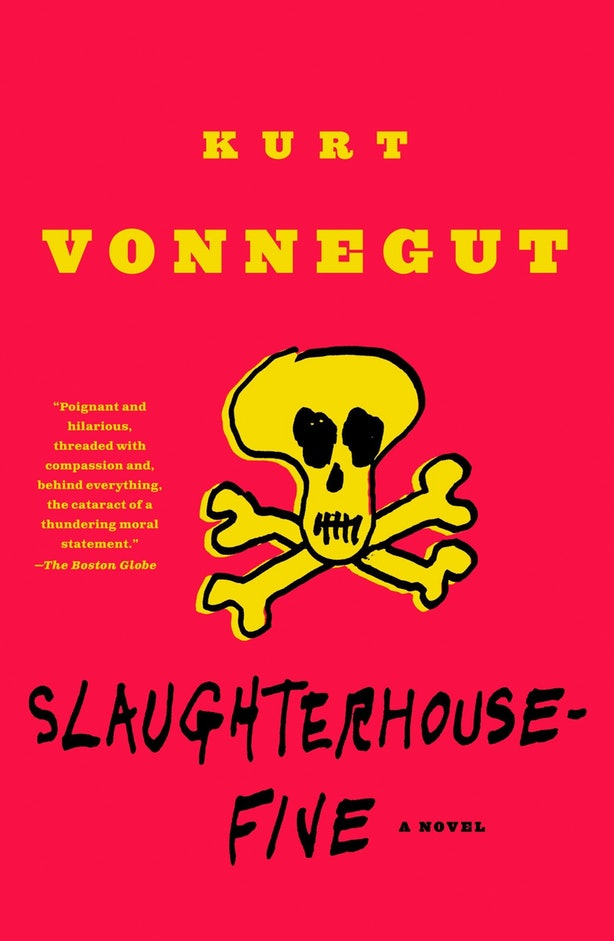 KURT
VONNEGUT
“Poignant and
hilarious,
threaded with
compassion and,
behind everything,
the cataract of a
thundering moral
statement.”
—The Boston Globe
SLAUGHTERHOUSE-
FIVE
A NOVEL